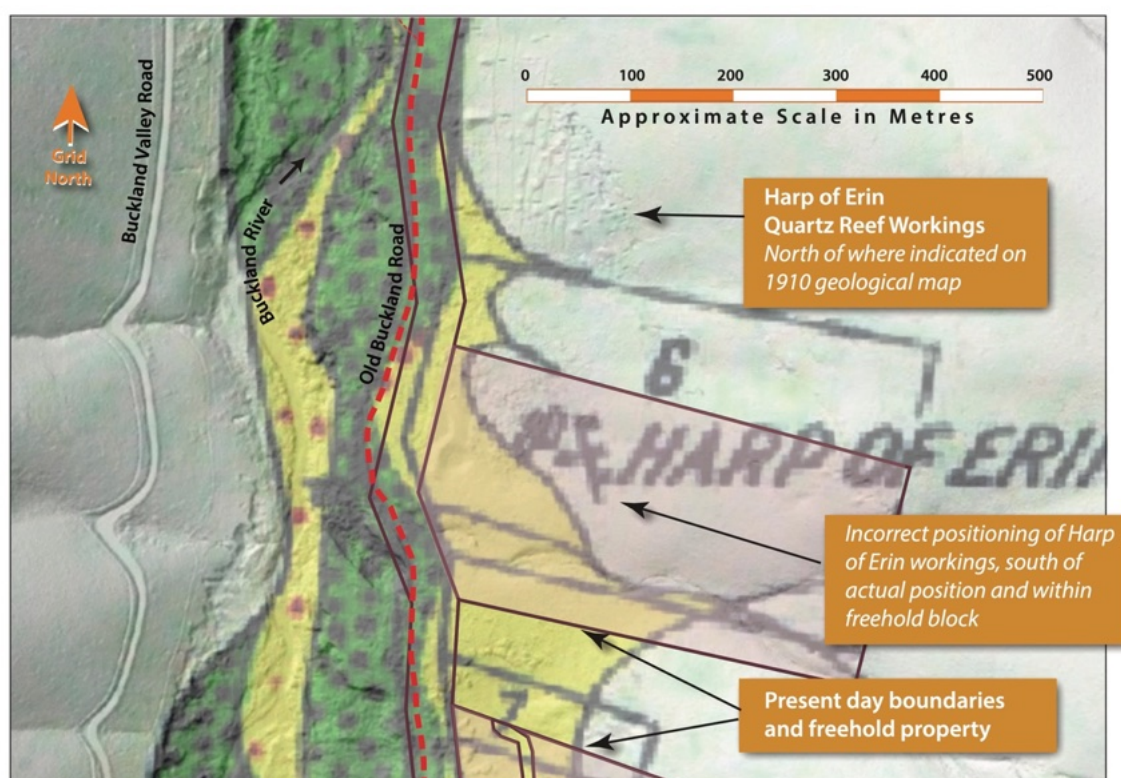 0 100 200 300 400 500
Approximate Scale in Metres
Grid
North
Buckland Valley Road
Buckland River
Old Buckland Road
Harp of Erin
Quartz Reef Workings
North of where indicated on
1910 geological map
6
HARP OF ERIN
Incorrect positioning of Harp
of Erin workings, south of
actual position and within
freehold block
Present day boundaries
and freehold property
7